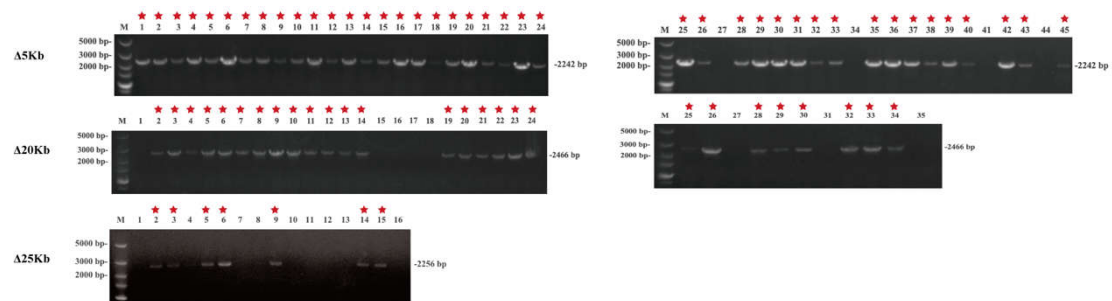 M 1 2 3 4 5 6 7 8 9 10 11 12 13 14 15 16 17 18 19 20 21 22 23 24
Δ5Kb
5000 bp-
3000 bp-
2000 bp-
-2242 bp
M 25 26 27 28 29 30 31 32 33 34 35 36 37 38 39 40 41 42 43 44 45
5000 bp-
3000 bp-
2000 bp-
-2242 bp
M 1 2 3 4 5 6 7 8 9 10 11 12 13 14 15 16 17 18 19 20 21 22 23 24
Δ20Kb
5000 bp-
3000 bp-
2000 bp-
-2466 bp
M 25 26 27 28 29 30 31 32 33 34 35
5000 bp-
3000 bp-
2000 bp-
-2466 bp
M 1 2 3 4 5 6 7 8 9 10 11 12 13 14 15 16
Δ25Kb
5000 bp-
3000 bp-
2000 bp-
-2256 bp